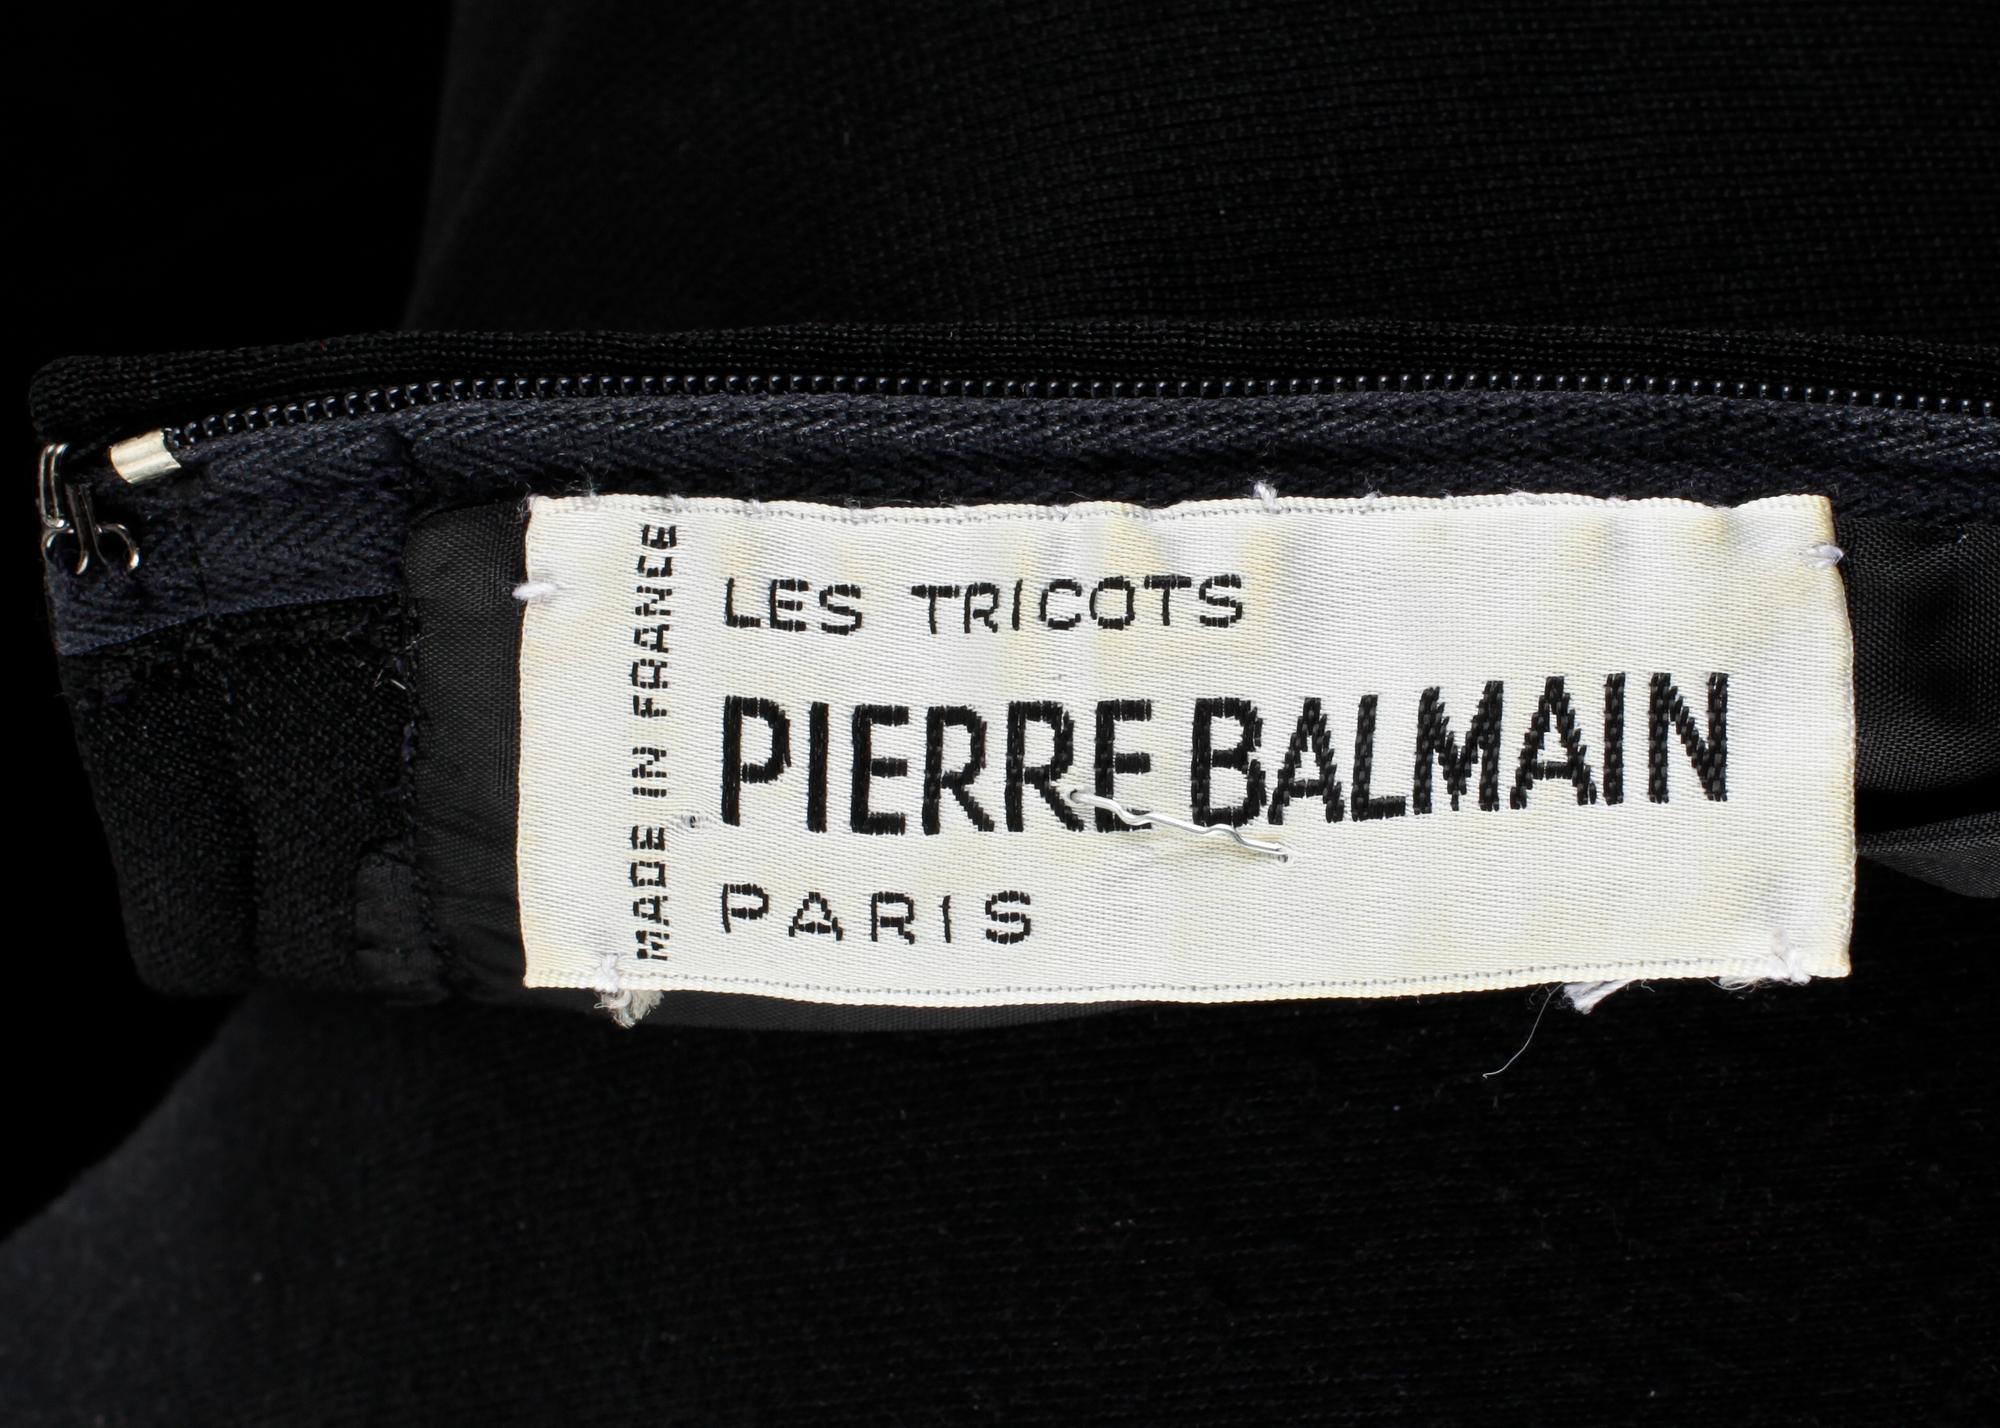 MADE IN FRANCE
LES TRICOTS
PIERRE BALMAIN
PARIS